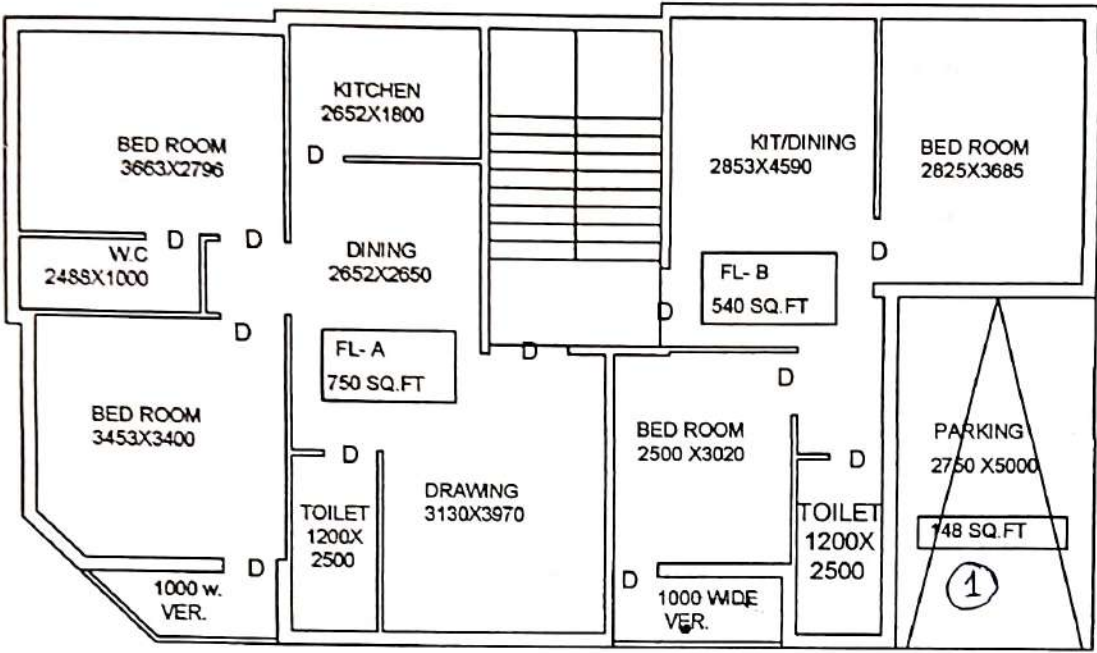 KITCHEN
2652X1800
BED ROOM
3663X2796
D
KIT/DINING
2853X4590
BED ROOM
2825X3685
D
D
W.C
2488X1000
DINING
2652X2650
D
FL- B
540 SQ.FT
D
D
FL- A
750 SQ.FT
D
D
BED ROOM
3453X3400
BED ROOM
2500 X3020
PARKING
2750 X5000
D
D
DRAWING
3130X3970
TOILET
1200X
2500
TOILET
1200X
2500
148 SQ.FT
D
1000 w.
VER.
D
1000 WIDE
VER.
1